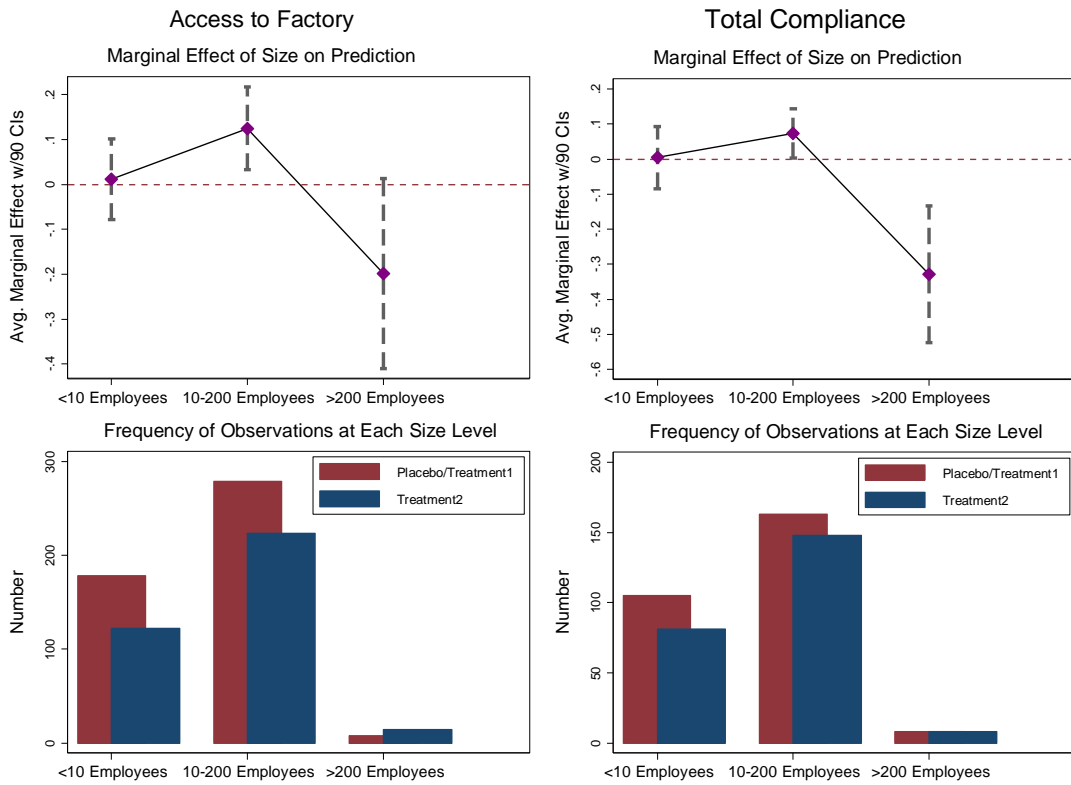 Access to Factory
Marginal Effect of Size on Prediction
Avg. Marginal Effect w/90 CIs
.2
.1
0
-.1
-.2
-.3
-.4
<10 Employees 10-200 Employees >200 Employees
Total Compliance
Marginal Effect of Size on Prediction
Avg. Marginal Effect w/90 CIs
.2
.1
0
-.1
-.2
-.3
-.4
-.5
-.6
<10 Employees 10-200 Employees >200 Employees
Frequency of Observations at Each Size Level
Placebo/Treatment1
Treatment2
Number
300
200
100
0
<10 Employees 10-200 Employees >200 Employees
Frequency of Observations at Each Size Level
Placebo/Treatment1
Treatment2
Number
200
150
100
50
0
<10 Employees 10-200 Employees >200 Employees